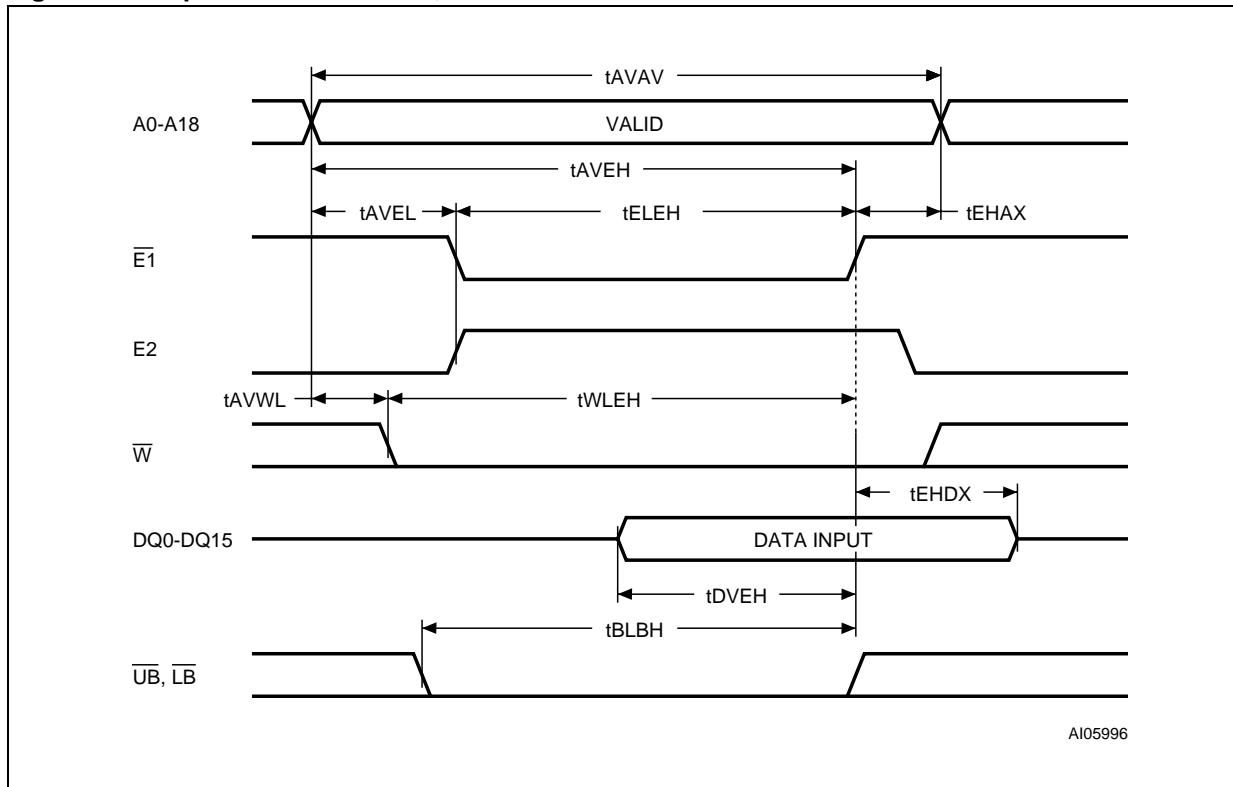 tAVAV
A0-A18
VALID
tAVEH
tAVEL
tELEH
tEHAX
E1
E2
tAVWL
tWLEH
W
tEHDX
DQ0-DQ15
DATA INPUT
tDVEH
tBLBH
UB, LB
AI05996